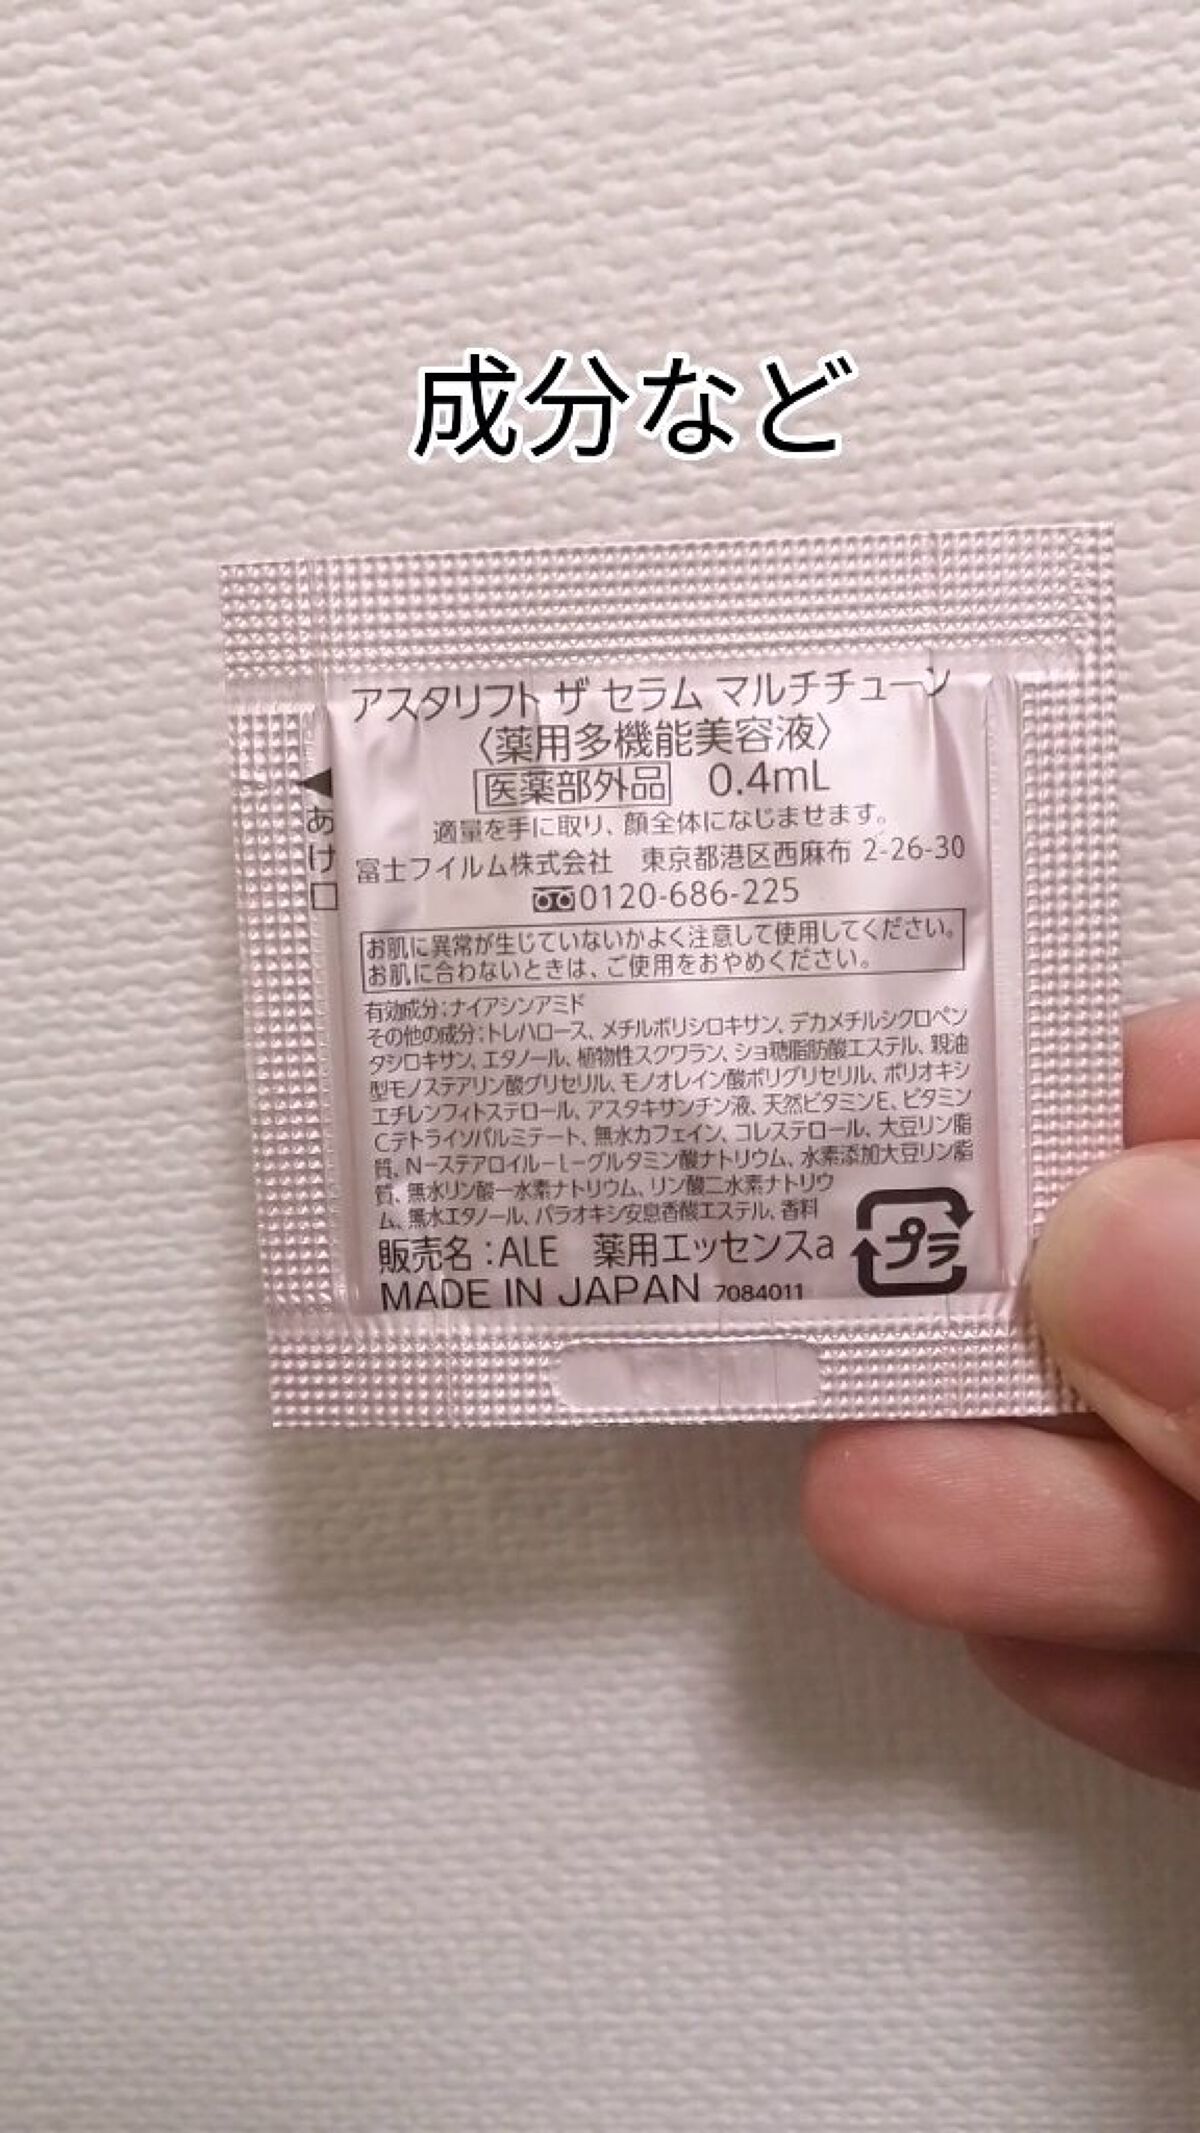 成分など
アスタリフト ザ セラム マルチチューン
〈薬用多機能美容液〉
医薬部外品 0.4mL
適量を手に取り、顔全体になじませます。
富士フイルム株式会社 東京都港区西麻布 2-26-30
0120-686-225
あけ口
お肌に異常が生じていないかよく注意して使用してください。
お肌に合わないときは、ご使用をおやめください。
有効成分:ナイアシンアミド
その他の成分:トレハロース、メチルポリシロキサン、デカメチルシクロペン
タシロキサン、エタノール、植物性スクワラン、ショ糖脂肪酸エステル、親油
型モノステアリン酸グリセリル、モノオレイン酸ポリグリセリル、ポリオキシ
エチレンフィトステロール、アスタキサンチン液、天然ビタミンE、ビタミン
Cテトライソパルミテート、無水カフェイン、コレステロール、大豆リン脂
質、N-ステアロイル-L-グルタミン酸ナトリウム、水素添加大豆リン脂
質、無水リン酸一水素ナトリウム、リン酸二水素ナトリウ
ム、無水エタノール、パラオキシ安息香酸エステル、香料
販売名:ALE 薬用エッセンスa
プラ
MADE IN JAPAN 7084011